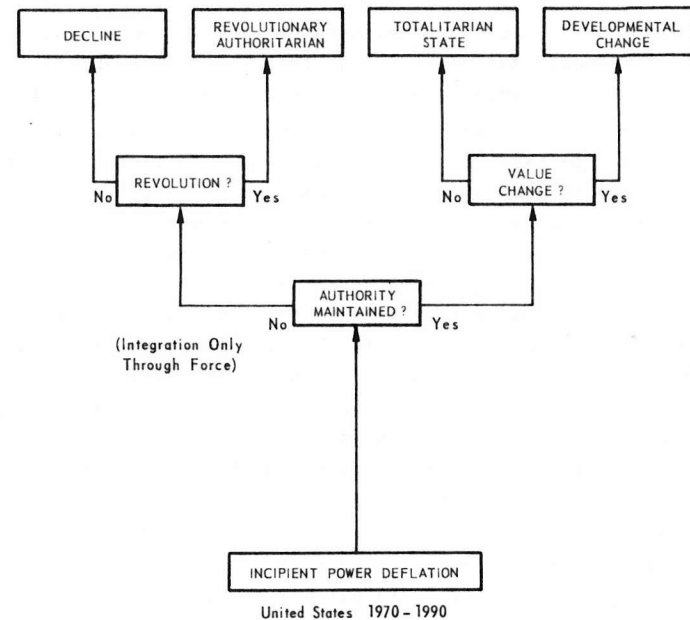 DECLINE
REVOLUTIONARY
AUTHORITARIAN
TOTALITARIAN
STATE
DEVELOPMENTAL
CHANGE
REVOLUTION ?
No
Yes
VALUE
CHANGE ?
No
Yes
AUTHORITY
MAINTAINED ?
No
Yes
(Integration Only
Through Force)
INCIPIENT POWER DEFLATION
United States 1970 – 1990